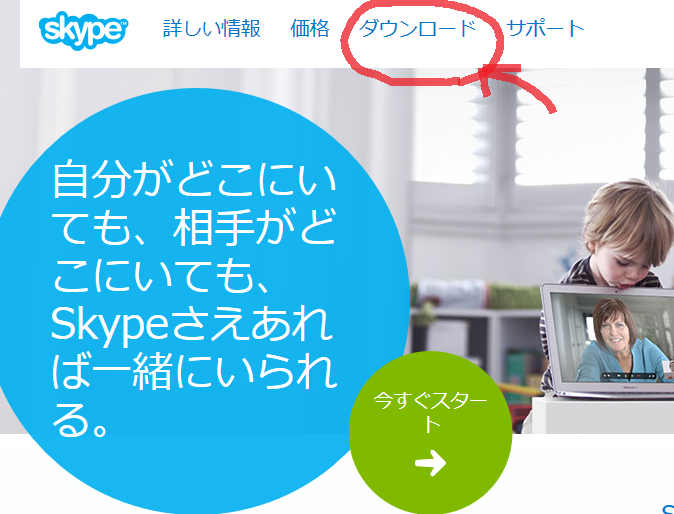 skype 詳しい情報 価格 ダウンロード サポート
自分がどこにい
ても、相手がど
こにいても、
Skypeさえあれ
ば一緒にいられ
る。
今すぐスター
ト